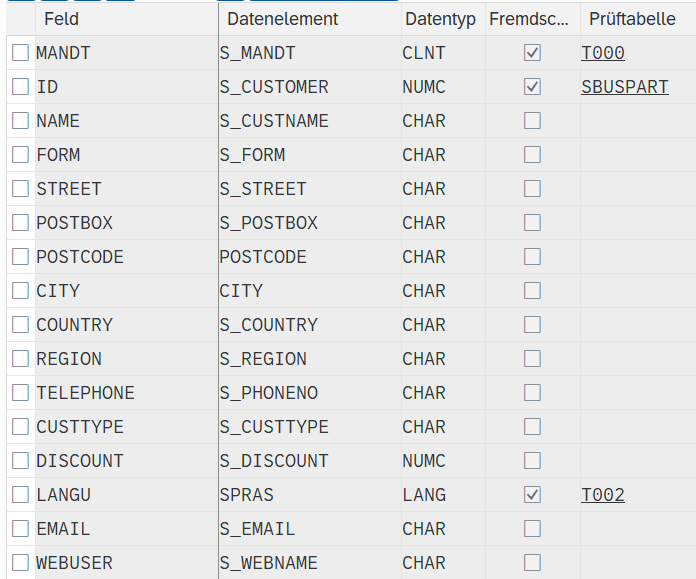 Feld Datenelement Datentyp Fremdsc... Prüftabelle
MANDT S_MANDT CLNT T000
ID S_CUSTOMER NUMC SBUSPART
NAME S_CUSTNAME CHAR
FORM S_FORM CHAR
STREET S_STREET CHAR
POSTBOX S_POSTBOX CHAR
POSTCODE POSTCODE CHAR
CITY CITY CHAR
COUNTRY S_COUNTRY CHAR
REGION S_REGION CHAR
TELEPHONE S_PHONENO CHAR
CUSTTYPE S_CUSTTYPE CHAR
DISCOUNT S_DISCOUNT NUMC
LANGU SPRAS LANG T002
EMAIL S_EMAIL CHAR
WEBUSER S_WEBNAME CHAR